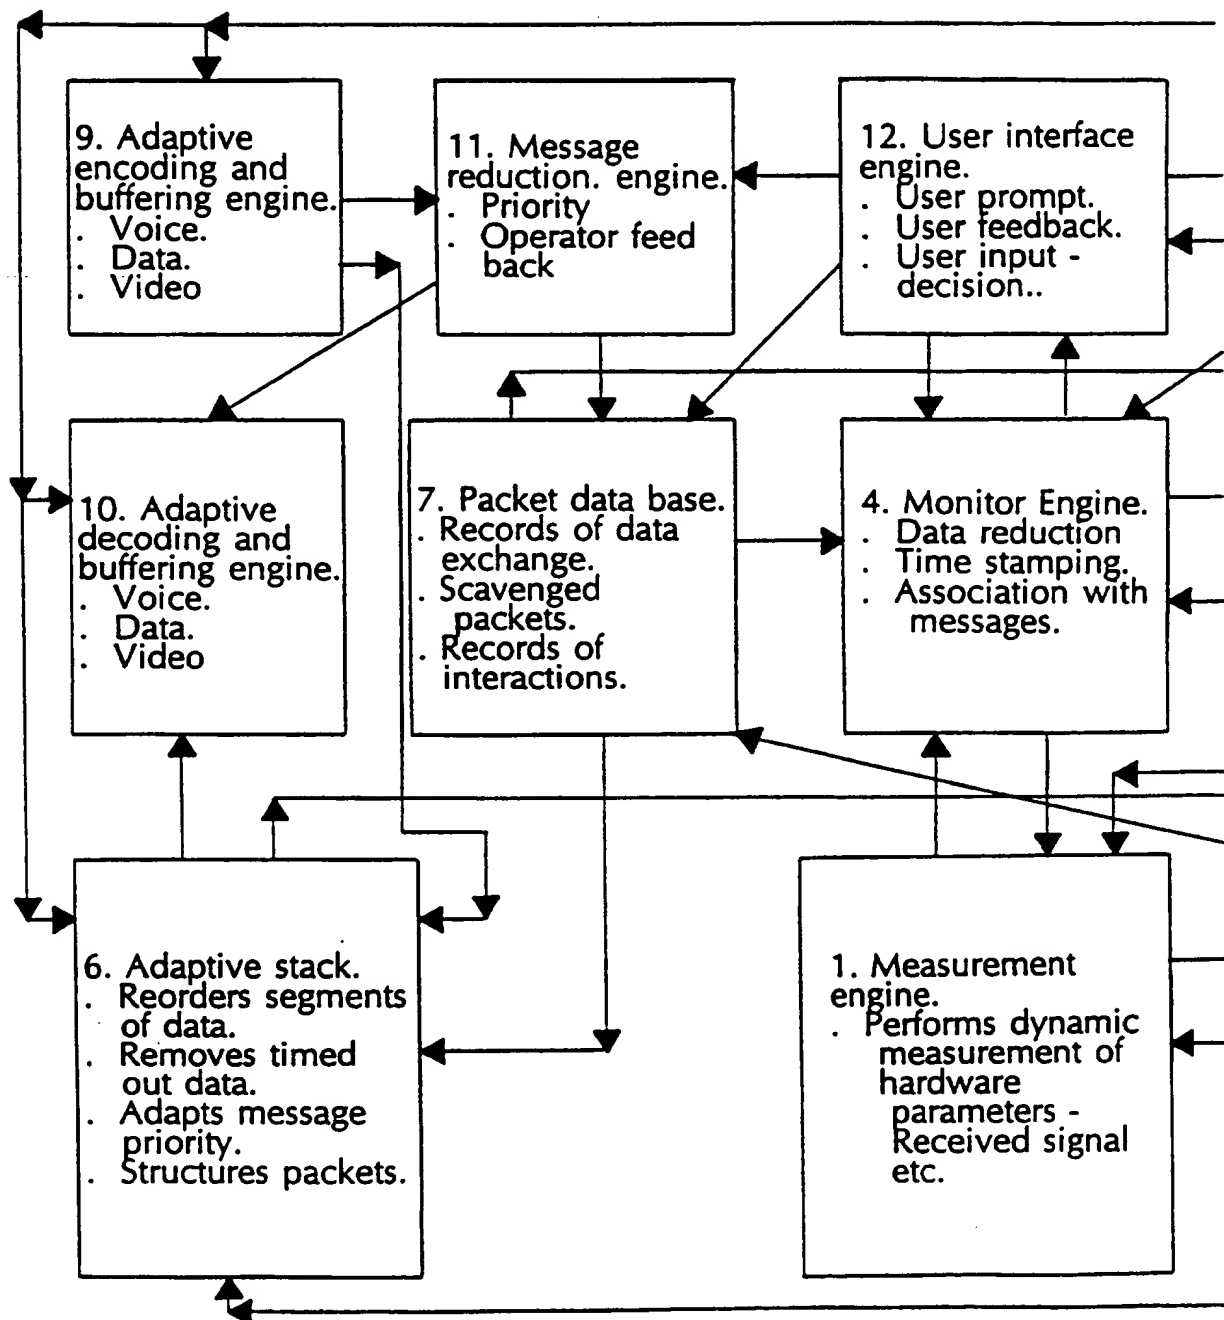 9. Adaptive
encoding and
buffering engine.
. Voice.
. Data.
. Video
11. Message
reduction. engine.
. Priority
. Operator feed
back
12. User interface
engine.
. User prompt.
. User feedback.
. User input -
decision..
10. Adaptive
decoding and
buffering engine.
. Voice.
. Data.
. Video
7. Packet data base.
. Records of data
exchange.
. Scavenged
packets.
. Records of
interactions.
4. Monitor Engine.
. Data reduction
. Time stamping.
. Association with
messages.
6. Adaptive stack.
. Reorders segments
of data.
. Removes timed
out data.
. Adapts message
priority.
. Structures packets.
1. Measurement
engine.
. Performs dynamic
measurement of
hardware
parameters -
Received signal
etc.